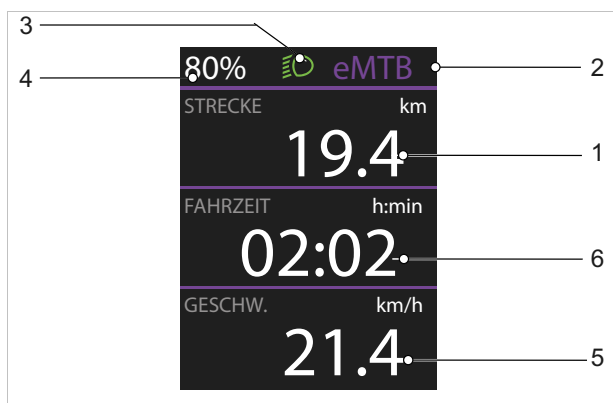 3
80% eMTB
2
4
STRECKE km
19.4
1
FAHRZEIT h:min
02:02
6
GESCHW. km/h
21.4
5